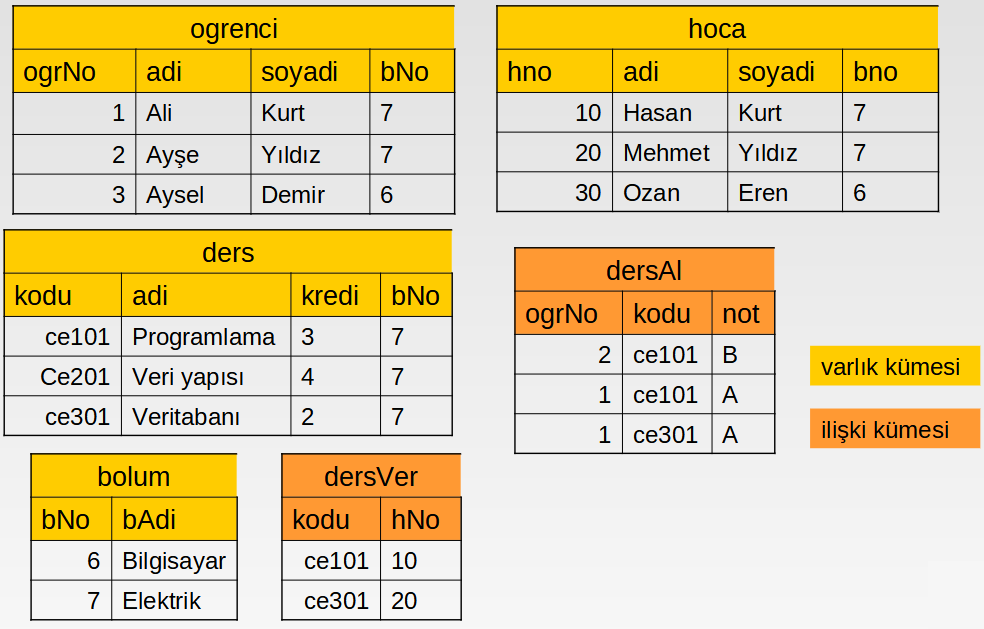 ogrenci
ogrNo adi soyadi bNo
1 Ali Kurt 7
2 Ayşe Yıldız 7
3 Aysel Demir 6
hoca
hno adi soyadi bno
10 Hasan Kurt 7
20 Mehmet Yıldız 7
30 Ozan Eren 6
ders
kodu adi kredi bNo
ce101 Programlama 3 7
Ce201 Veri yapısı 4 7
ce301 Veritabanı 2 7
dersAl
ogrNo kodu not
2 ce101 B
1 ce101 A
1 ce301 A
varlık kümesi
ilişki kümesi
bolum
bNo bAdi
6 Bilgisayar
7 Elektrik
dersVer
kodu hNo
ce101 10
ce301 20